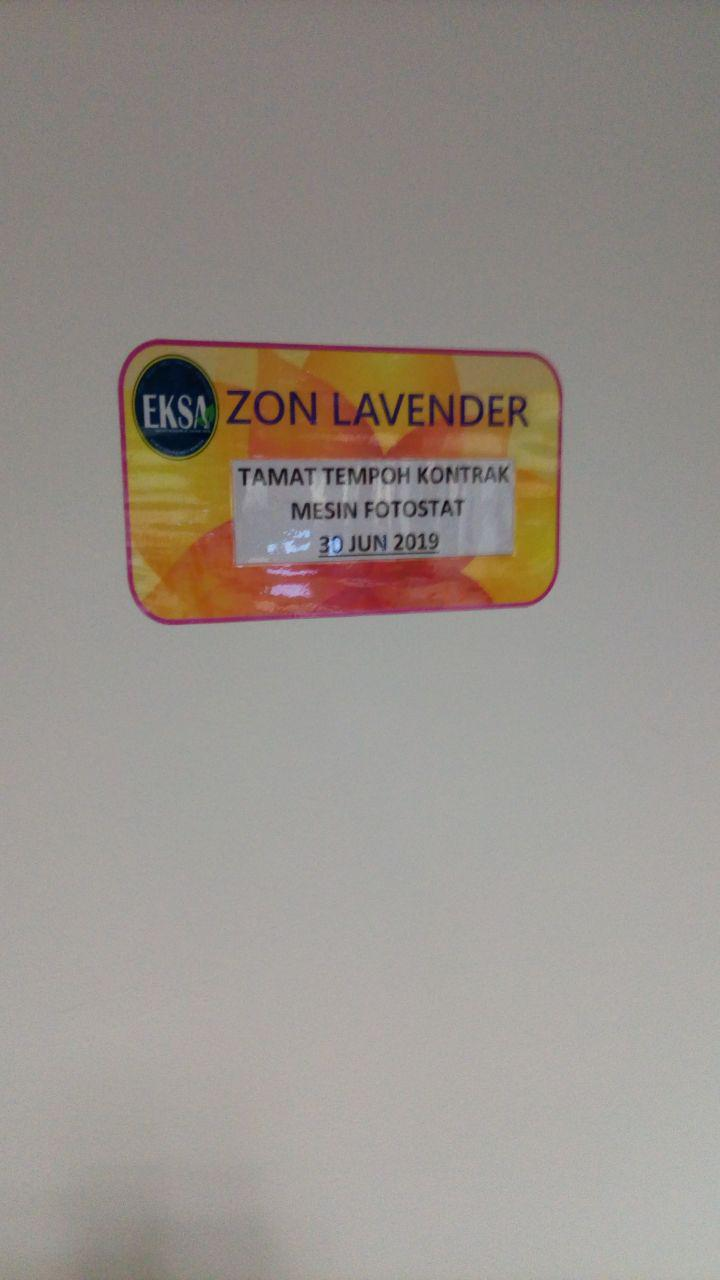 EKSA
ZON LAVENDER
TAMAT TEMPOH KONTRAK
MESIN FOTOSTAT
30 JUN 2019